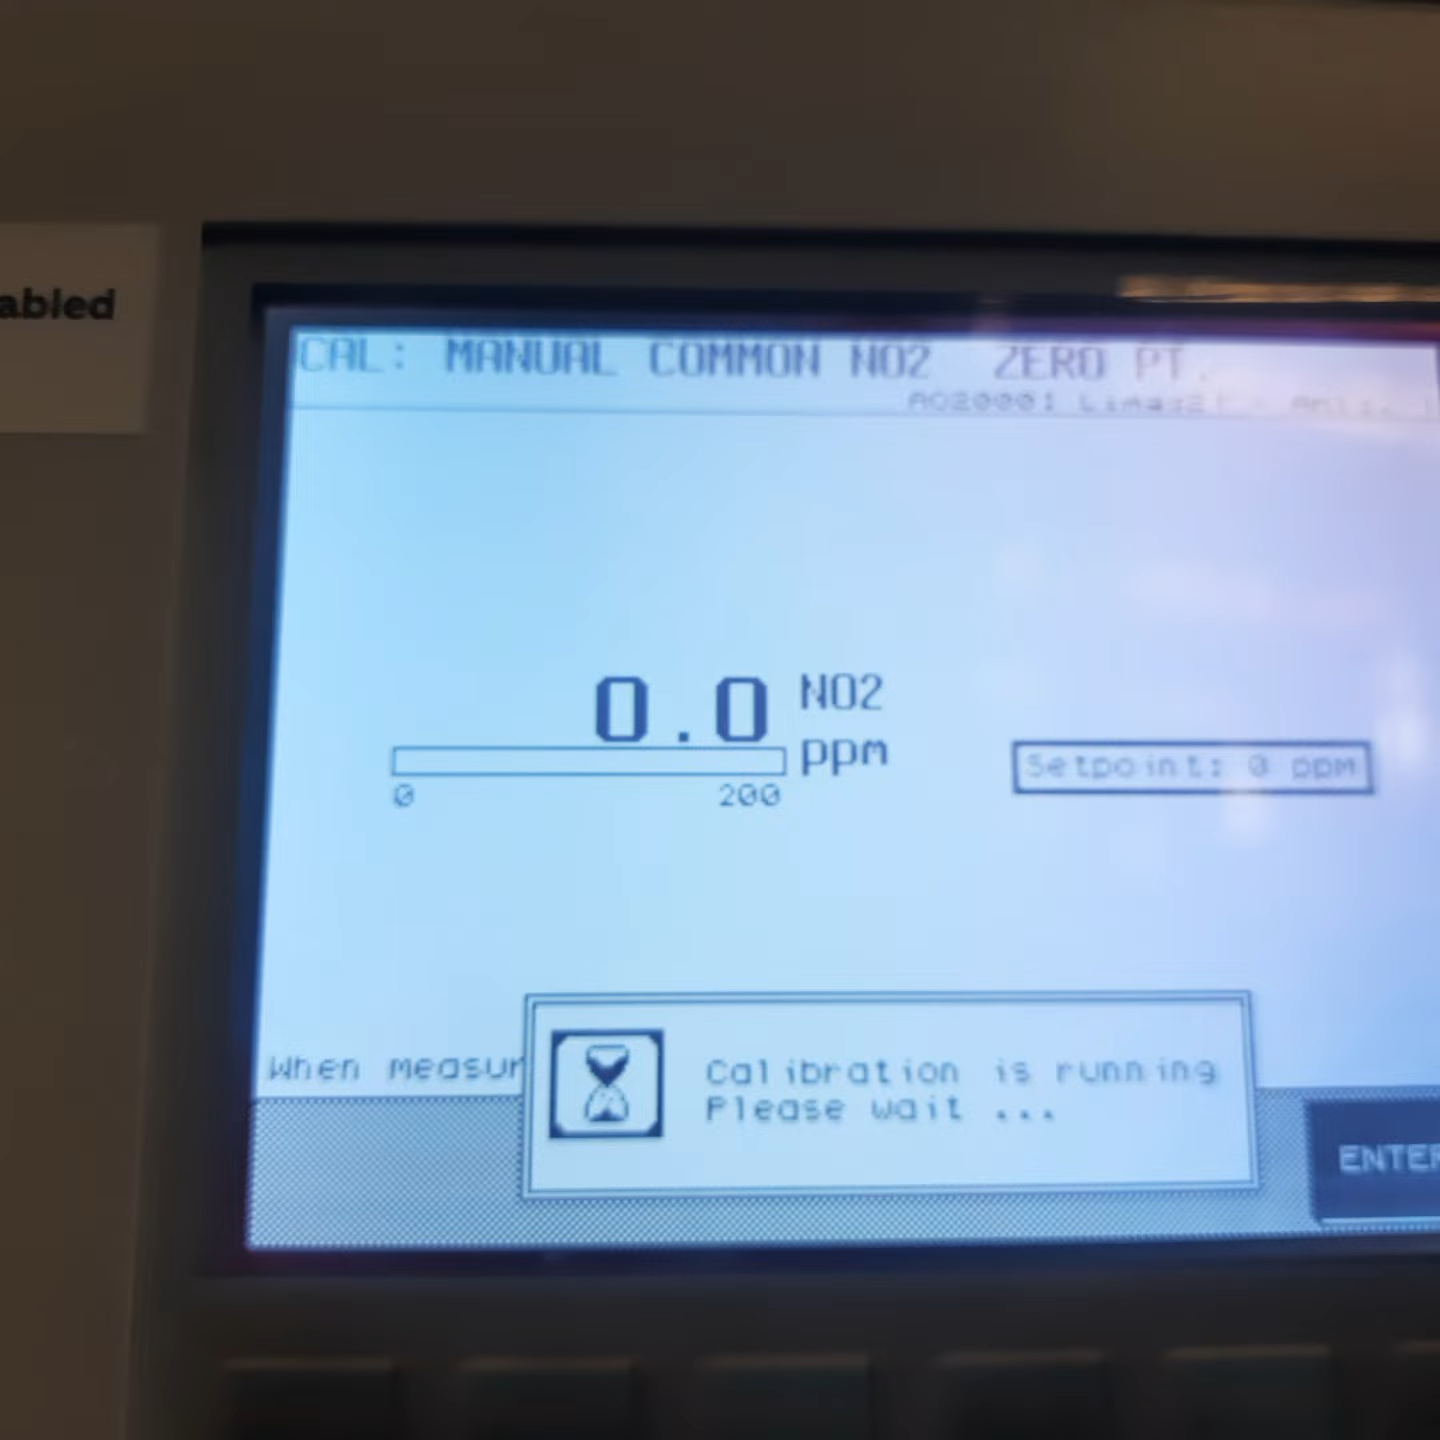 abled
CAL: MANUAL COMMON NO2 ZERO PT.
AO2000:
0.0 NO2
ppm
0 200
Setpoint: 0 ppm
When measur
Calibration is running
Please wait ...
ENTER